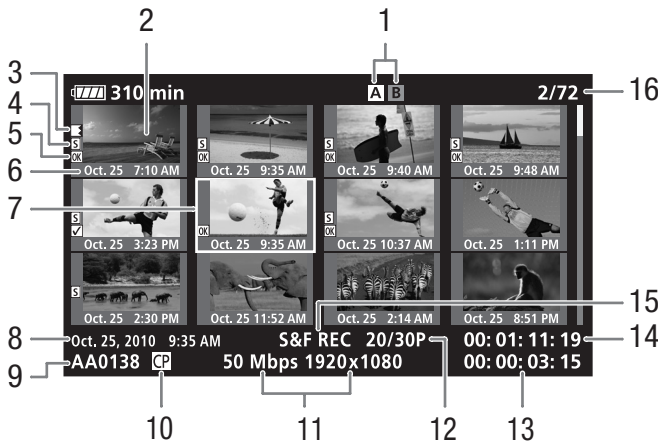 1
2
3
4
5
6
7
8
9
10
11
12
13
14
15
16
310 min A B 2/72
S
OK
Oct. 25 7:10 AM
S
OK
Oct. 25 9:35 AM
S
OK
Oct. 25 9:40 AM
S
OK
Oct. 25 9:48 AM
S
✓
Oct. 25 3:23 PM
OK
Oct. 25 9:35 AM
S
OK
Oct. 25 10:37 AM
Oct. 25 1:11 PM
S
Oct. 25 2:30 PM
Oct. 25 11:52 AM
Oct. 25 2:14 AM
Oct. 25 8:51 PM
Oct. 25, 2010 9:35 AM S&F REC 20/30P 00: 01: 11: 19
AA0138 CP 50 Mbps 1920x1080 00: 00: 03: 15